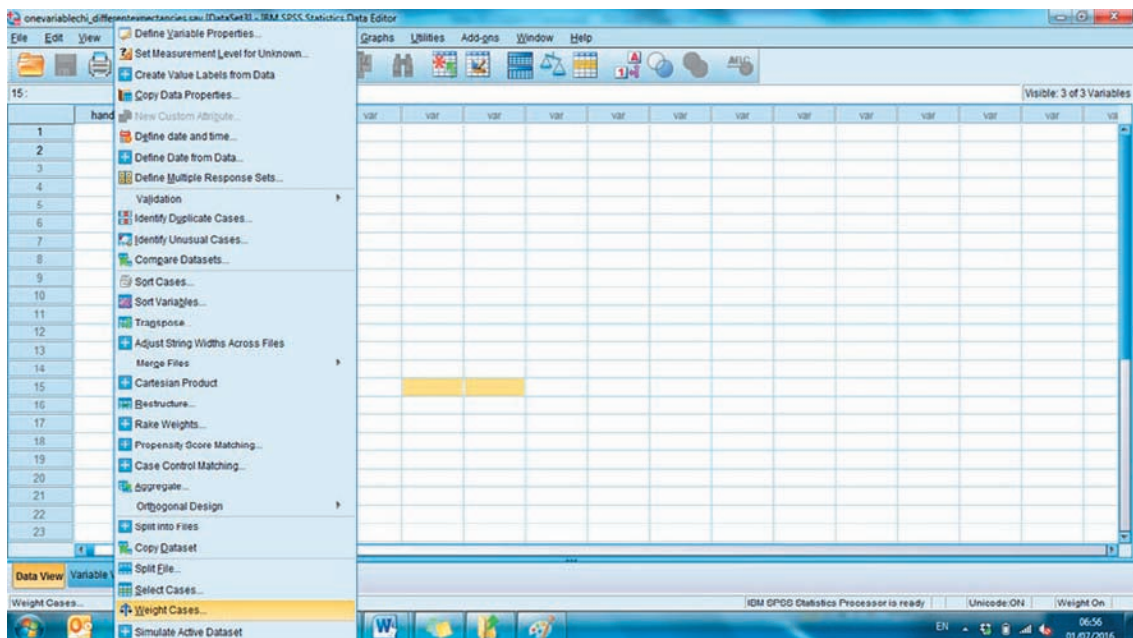 onevariablechi_differentexpectancies.sav [DataSet3] - IBM SPSS Statistics Data Editor
File Edit View Graphs Utilities Add-ons Window Help
15 :
Visible: 3 of 3 Variables
hand var var var var var var var var var var var va
1
2
3
4
5
6
7
8
9
10
11
12
13
14
15
16
17
18
19
20
21
22
23
Define Variable Properties...
Set Measurement Level for Unknown...
Create Value Labels from Data
Copy Data Properties...
New Custom Attribute...
Define date and time...
Define Date from Data...
Define Multiple Response Sets...
Validation
Identify Duplicate Cases...
Identify Unusual Cases...
Compare Datasets...
Sort Cases...
Sort Variables...
Transpose...
Adjust String Widths Across Files
Merge Files
Cartesian Product
Restructure...
Rake Weights...
Propensity Score Matching...
Case Control Matching...
Aggregate...
Orthogonal Design
Split into Files
Copy Dataset
Split File...
Select Cases...
Weight Cases...
Simulate Active Dataset
Data View Variable V
Weight Cases... IBM SPSS Statistics Processor is ready Unicode:ON Weight On
EN 06:56
01/07/2016